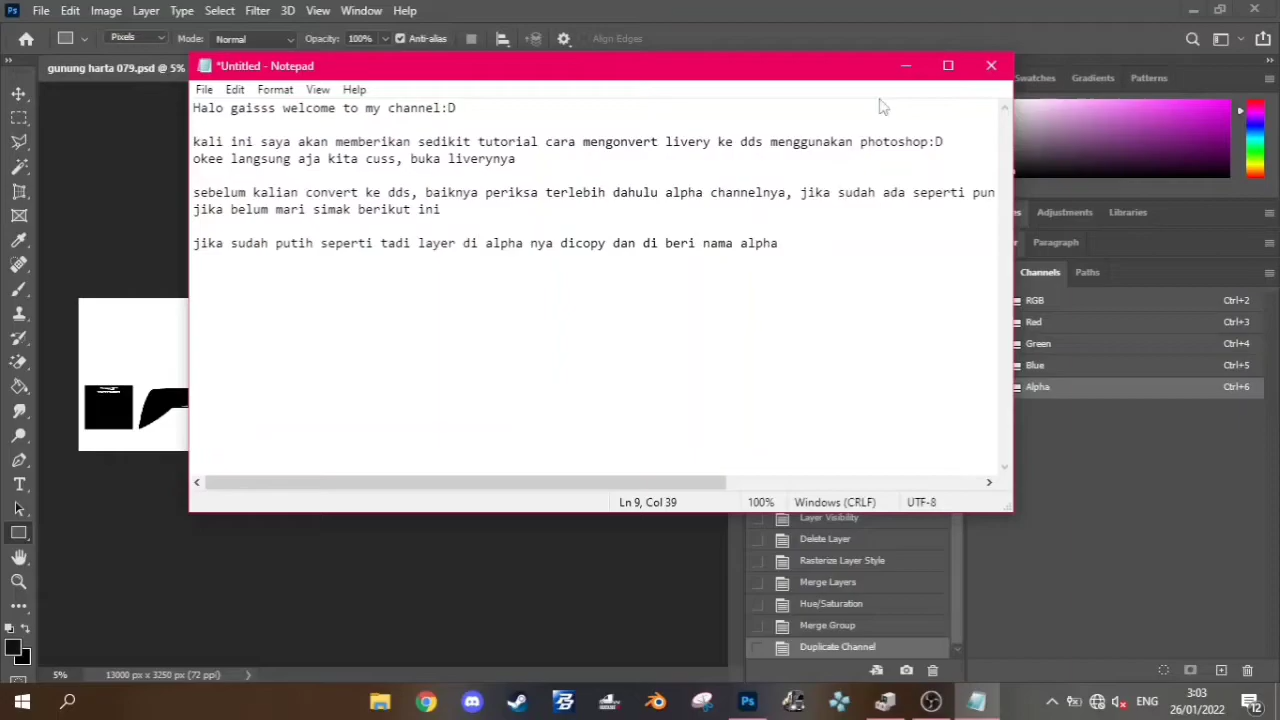 File Edit Image Layer Type Select Filter 3D View Window Help
Pixels Mode: Normal Opacity: 100% Anti-alias Align Edges
gunung harta 079.psd @ 5%
*Untitled - Notepad
File Edit Format View Help
Halo gaisss welcome to my channel:D
kali ini saya akan memberikan sedikit tutorial cara mengonvert livery ke dds menggunakan photoshop:D
okee langsung aja kita cuss, buka liverynya
sebelum kalian convert ke dds, baiknya periksa terlebih dahulu alpha channelnya, jika sudah ada seperti pun
jika belum mari simak berikut ini
jika sudah putih seperti tadi layer di alpha nya dicopy dan di beri nama alpha
Ln 9, Col 39 100% Windows (CRLF) UTF-8
Swatches Gradients Patterns
Adjustments Libraries
Paragraph
Channels Paths
RGB Ctrl+2
Red Ctrl+3
Green Ctrl+4
Blue Ctrl+5
Alpha Ctrl+6
Layer Visibility
Delete Layer
Rasterize Layer Style
Merge Layers
Hue/Saturation
Merge Group
Duplicate Channel
5% 13000 px x 3250 px (72 ppi)
ENG
3:03
26/01/2022
12